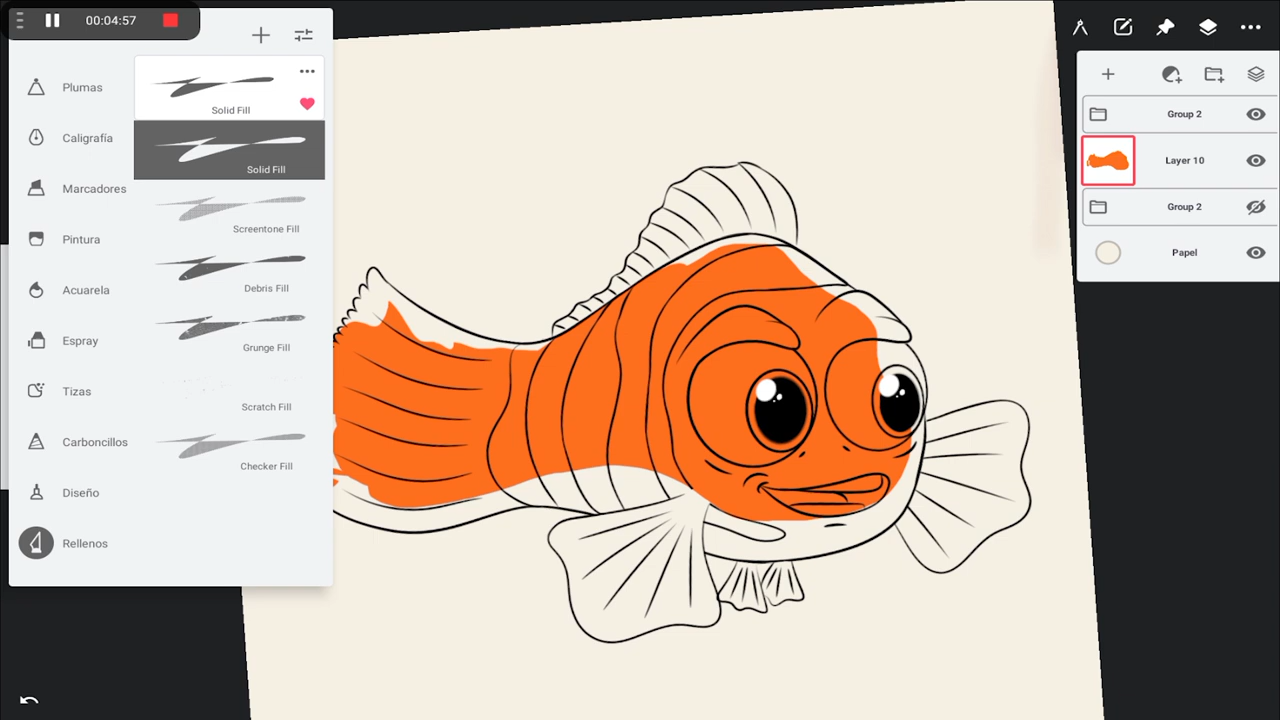 00:04:57
Plumas
Caligrafía
Marcadores
Pintura
Acuarela
Espray
Tizas
Carboncillos
Diseño
Rellenos
Solid Fill
Solid Fill
Screentone Fill
Debris Fill
Grunge Fill
Scratch Fill
Checker Fill
Group 2
Layer 10
Group 2
Papel